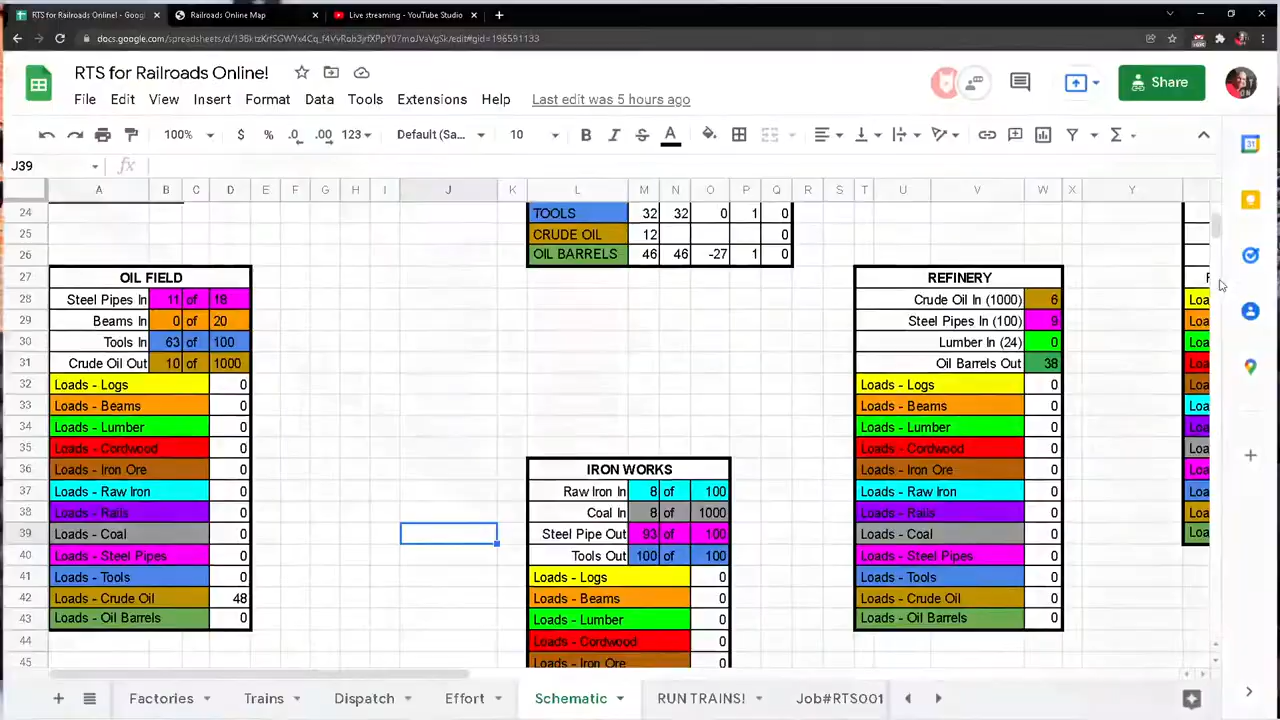 RTS for Railroads Online! - Googl
Railroads Online Map
Live streaming - YouTube Studio
RTS for Railroads Online!
File Edit View Insert Format Data Tools Extensions Help Last edit was 5 hours ago
Share
100% $ % .0 .00 123 Default (Sa... 10 B I S A
J39 fx
A B C D E F G H I J K L M N O P Q R S T U V W X Y
24 TOOLS 32 32 0 1 0
25 CRUDE OIL 12 0
26 OIL BARRELS 46 46 -27 1 0
27 OIL FIELD REFINERY
28 Steel Pipes In 11 of 18 Crude Oil In (1000) 6 Loa
29 Beams In 0 of 20 Steel Pipes In (100) 9 Loa
30 Tools In 63 of 100 Lumber In (24) 0 Loa
31 Crude Oil Out 10 of 1000 Oil Barrels Out 38 Loa
32 Loads - Logs 0 Loads - Logs 0 Loa
33 Loads - Beams 0 Loads - Beams 0 Loa
34 Loads - Lumber 0 Loads - Lumber 0 Loa
35 Loads - Cordwood 0 Loads - Cordwood 0 Loa
36 Loads - Iron Ore 0 IRON WORKS Loads - Iron Ore 0 Loa
37 Loads - Raw Iron 0 Raw Iron In 8 of 100 Loads - Raw Iron 0 Loa
38 Loads - Rails 0 Coal In 8 of 1000 Loads - Rails 0 Loa
39 Loads - Coal 0 Steel Pipe Out 93 of 100 Loads - Coal 0 Loa
40 Loads - Steel Pipes 0 Tools Out 100 of 100 Loads - Steel Pipes 0
41 Loads - Tools 0 Loads - Logs 0 Loads - Tools 0
42 Loads - Crude Oil 48 Loads - Beams 0 Loads - Crude Oil 0
43 Loads - Oil Barrels 0 Loads - Lumber 0 Loads - Oil Barrels 0
44 Loads - Cordwood 0
45 Loads - Iron Ore 0
Factories Trains Dispatch Effort Schematic RUN TRAINS! Job#RTS001